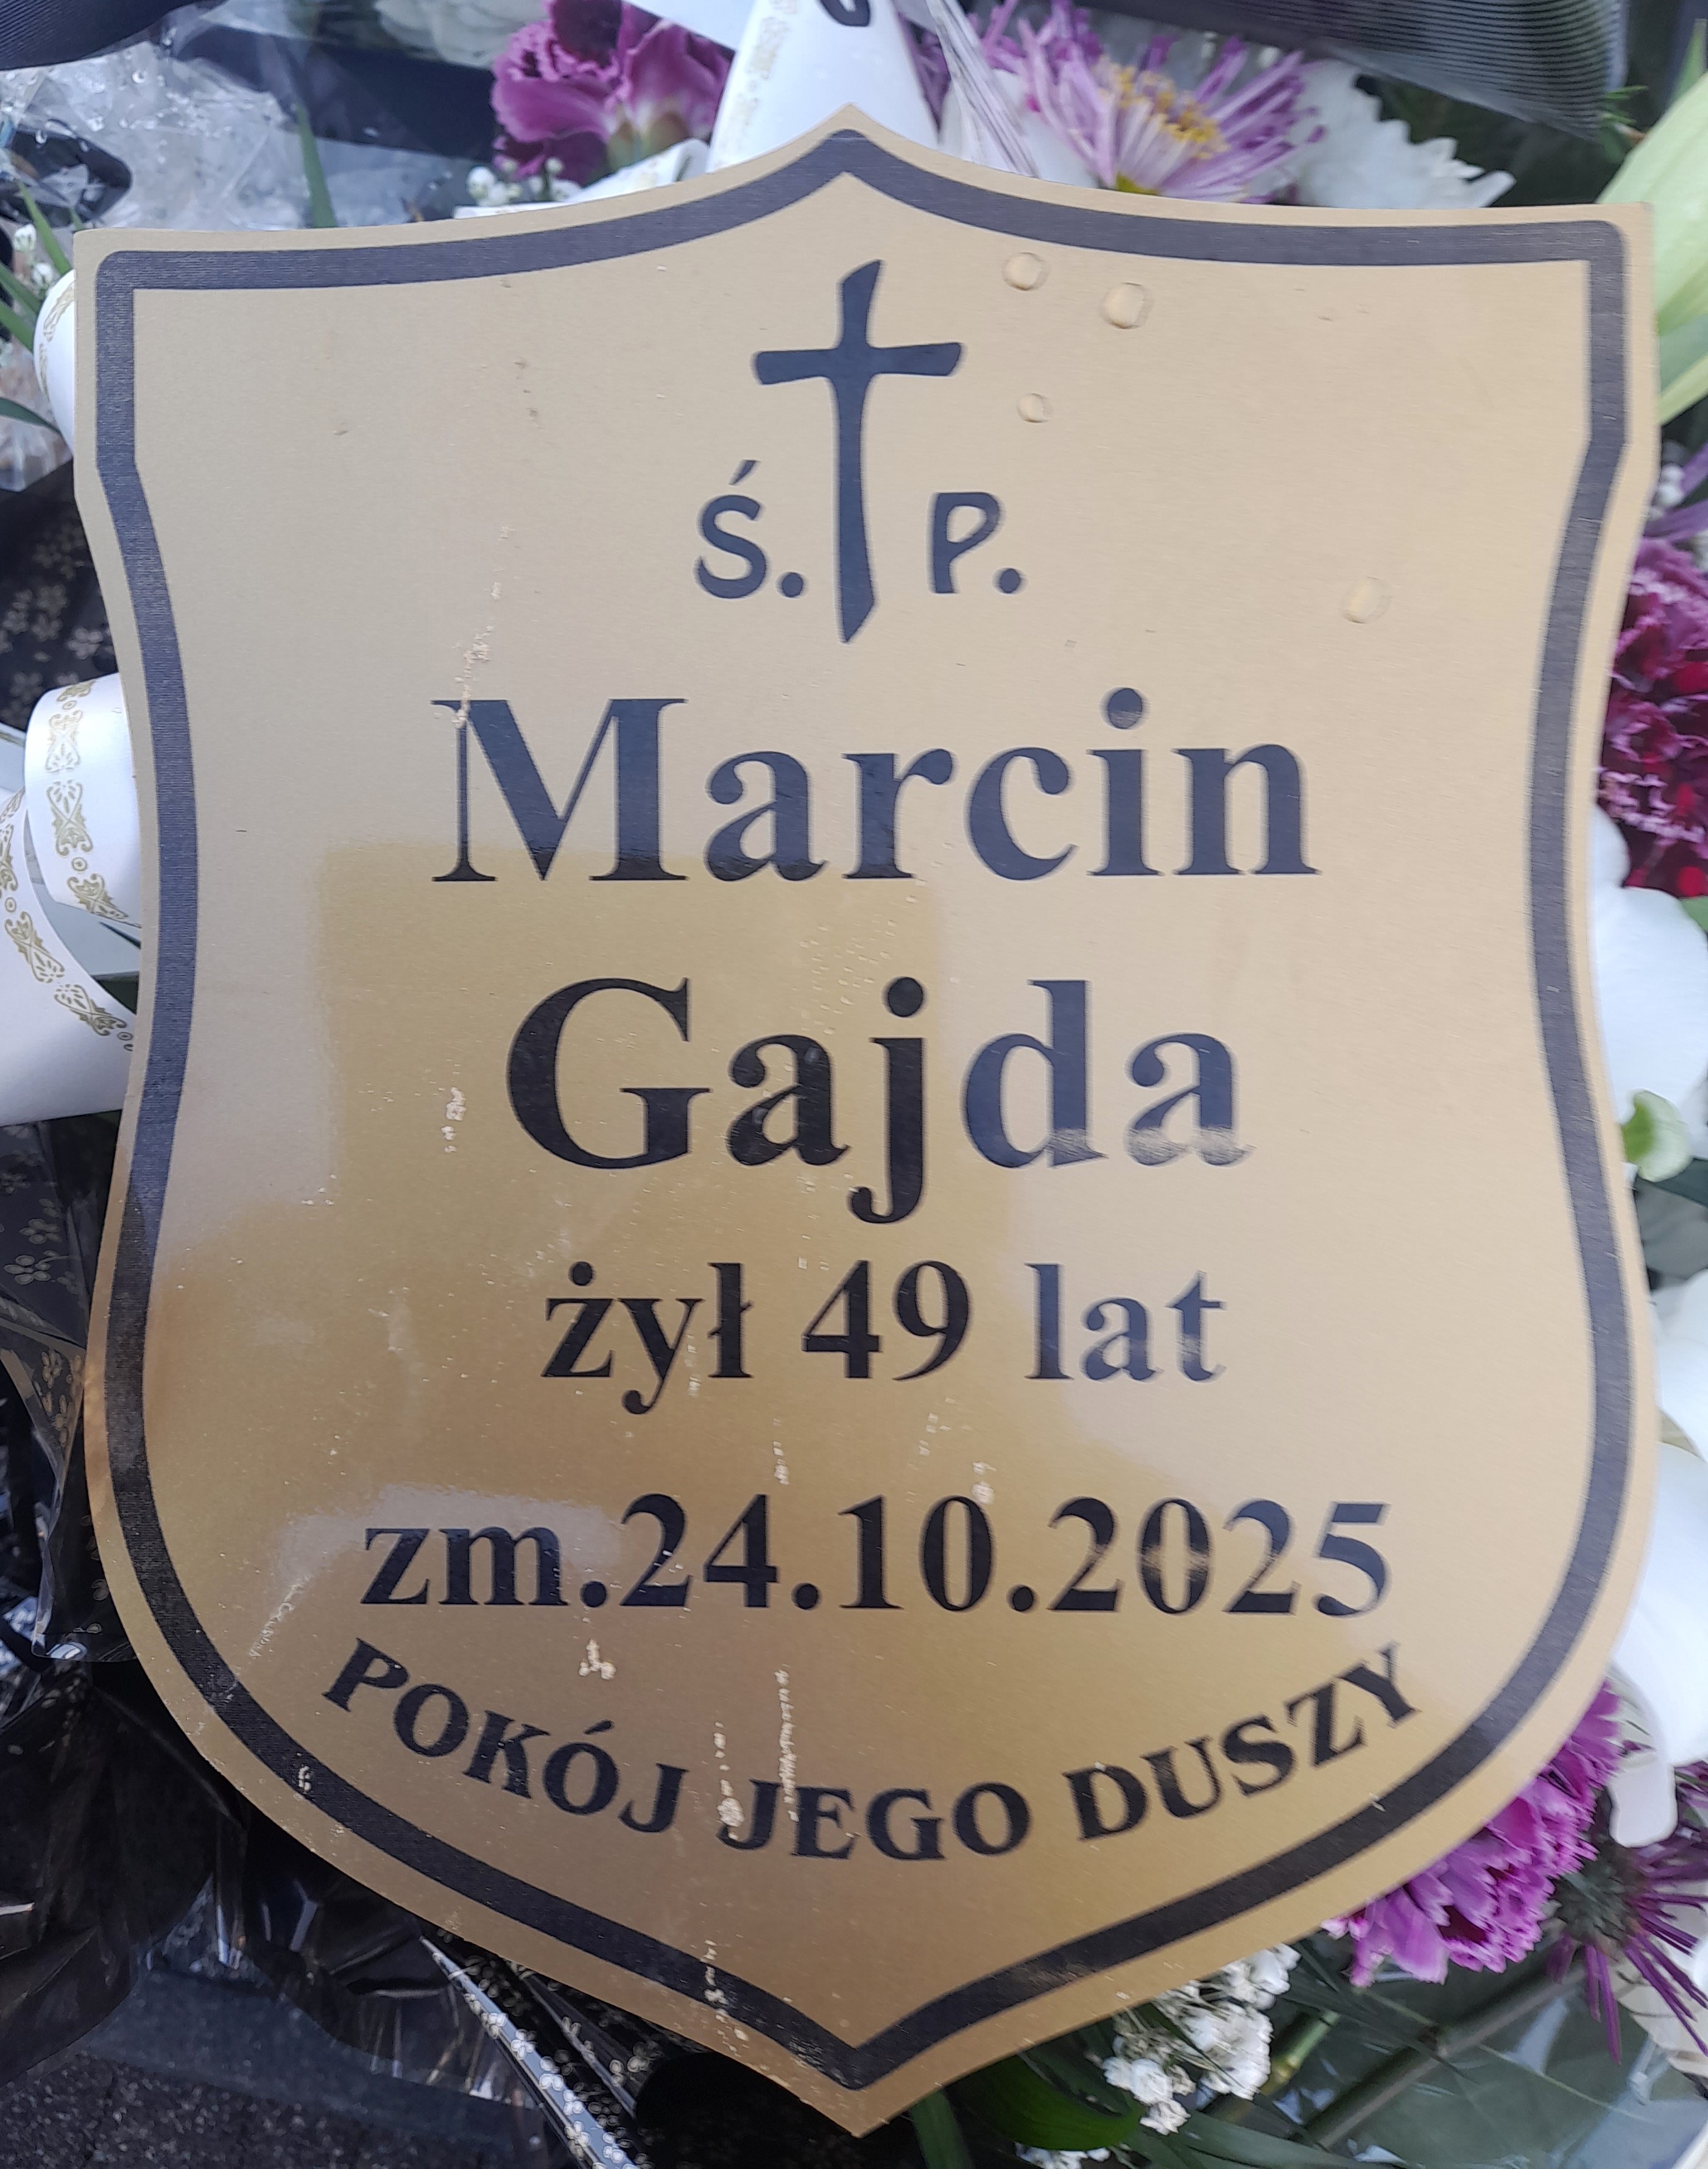 Ś. P.
Marcin
Gajda
żył 49 lat
zm.24.10.2025
POKÓJ JEGO DUSZY